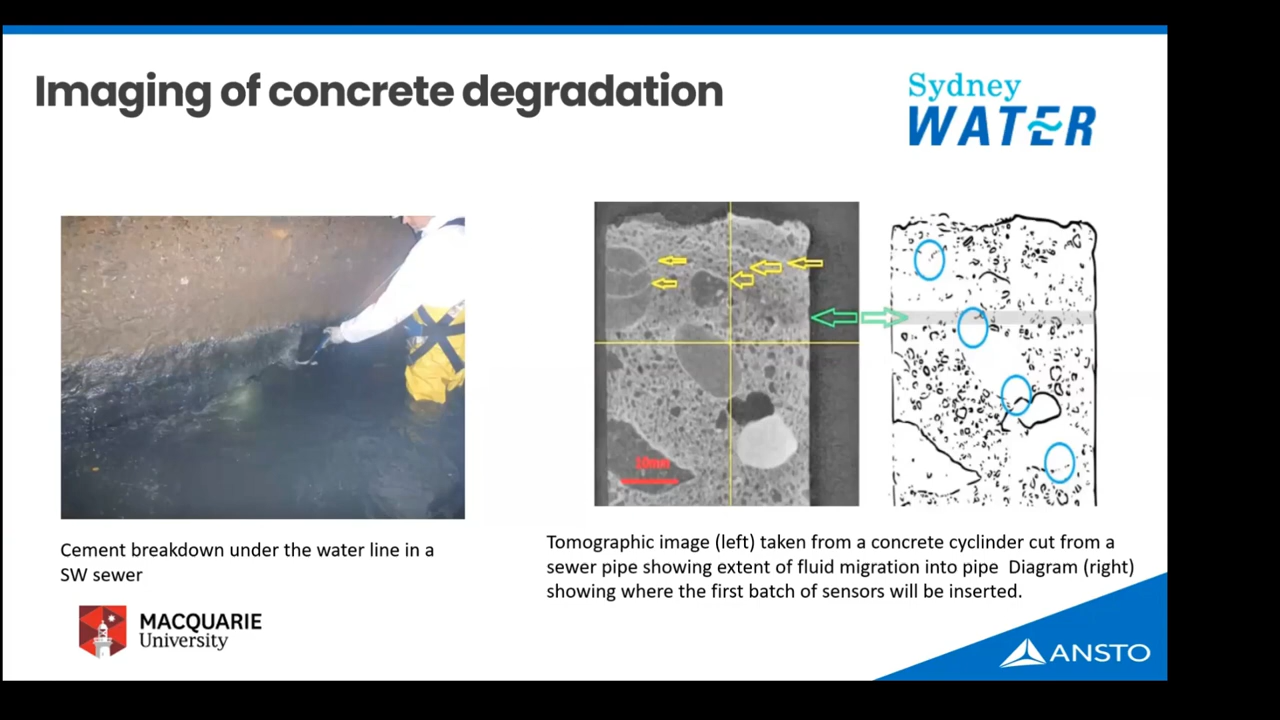 Imaging of concrete degradation
Sydney
WATER
10mm
Cement breakdown under the water line in a
SW sewer
Tomographic image (left) taken from a concrete cyclinder cut from a
sewer pipe showing extent of fluid migration into pipe  Diagram (right)
showing where the first batch of sensors will be inserted.
MACQUARIE
University
ANSTO